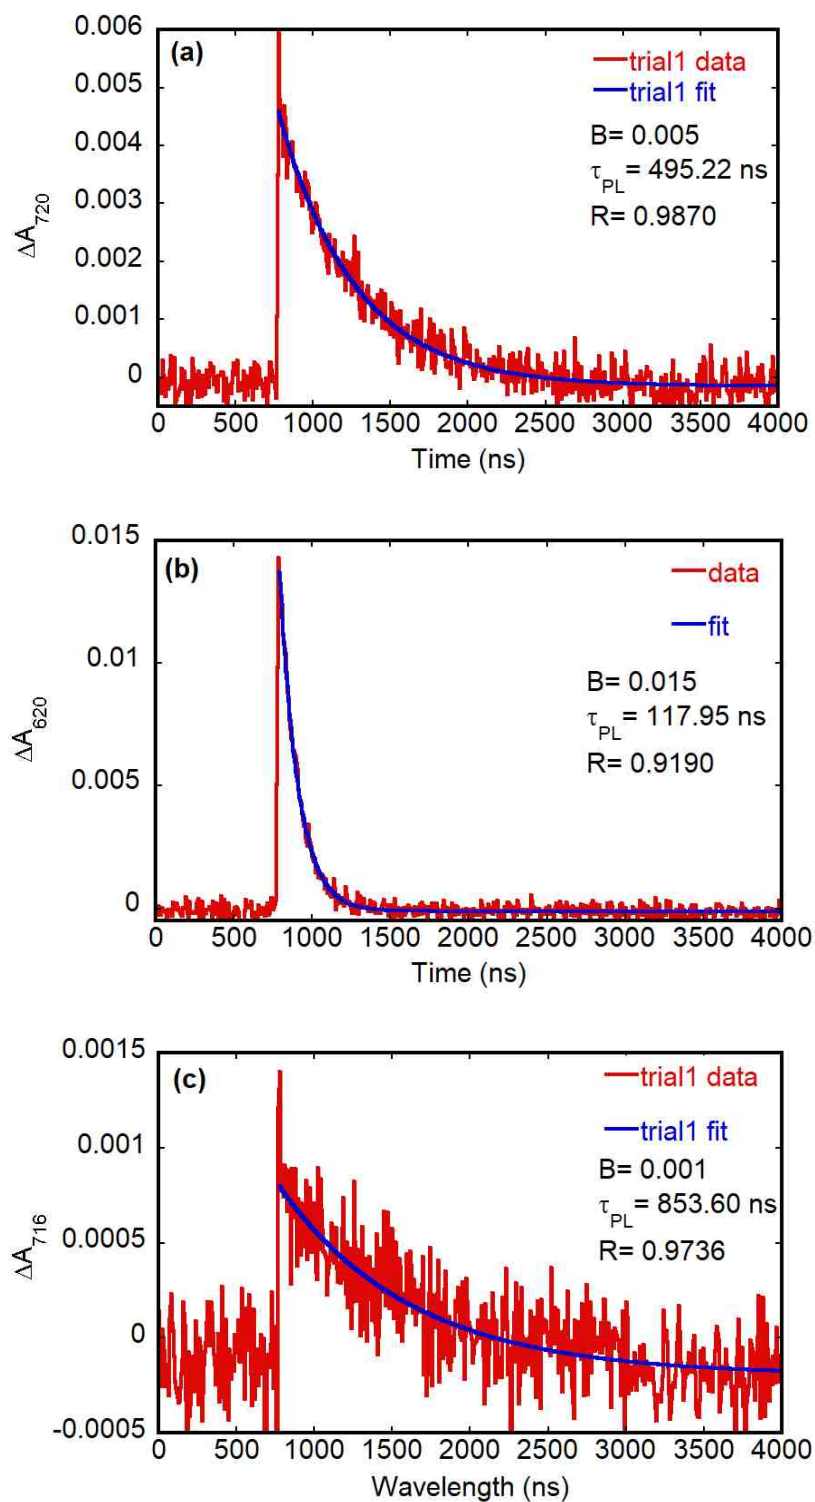 (a)
trial1 data
trial1 fit
B= 0.005
τPL= 495.22 ns
R= 0.9870
0.006
0.005
0.004
0.003
0.002
0.001
0
ΔA720
0 500 1000 1500 2000 2500 3000 3500 4000
Time (ns)
(b)
data
fit
B= 0.015
τPL= 117.95 ns
R= 0.9190
0.015
0.01
0.005
0
ΔA620
0 500 1000 1500 2000 2500 3000 3500 4000
Time (ns)
(c)
trial1 data
trial1 fit
B= 0.001
τPL= 853.60 ns
R= 0.9736
0.0015
0.001
0.0005
0
-0.0005
ΔA716
0 500 1000 1500 2000 2500 3000 3500 4000
Wavelength (ns)